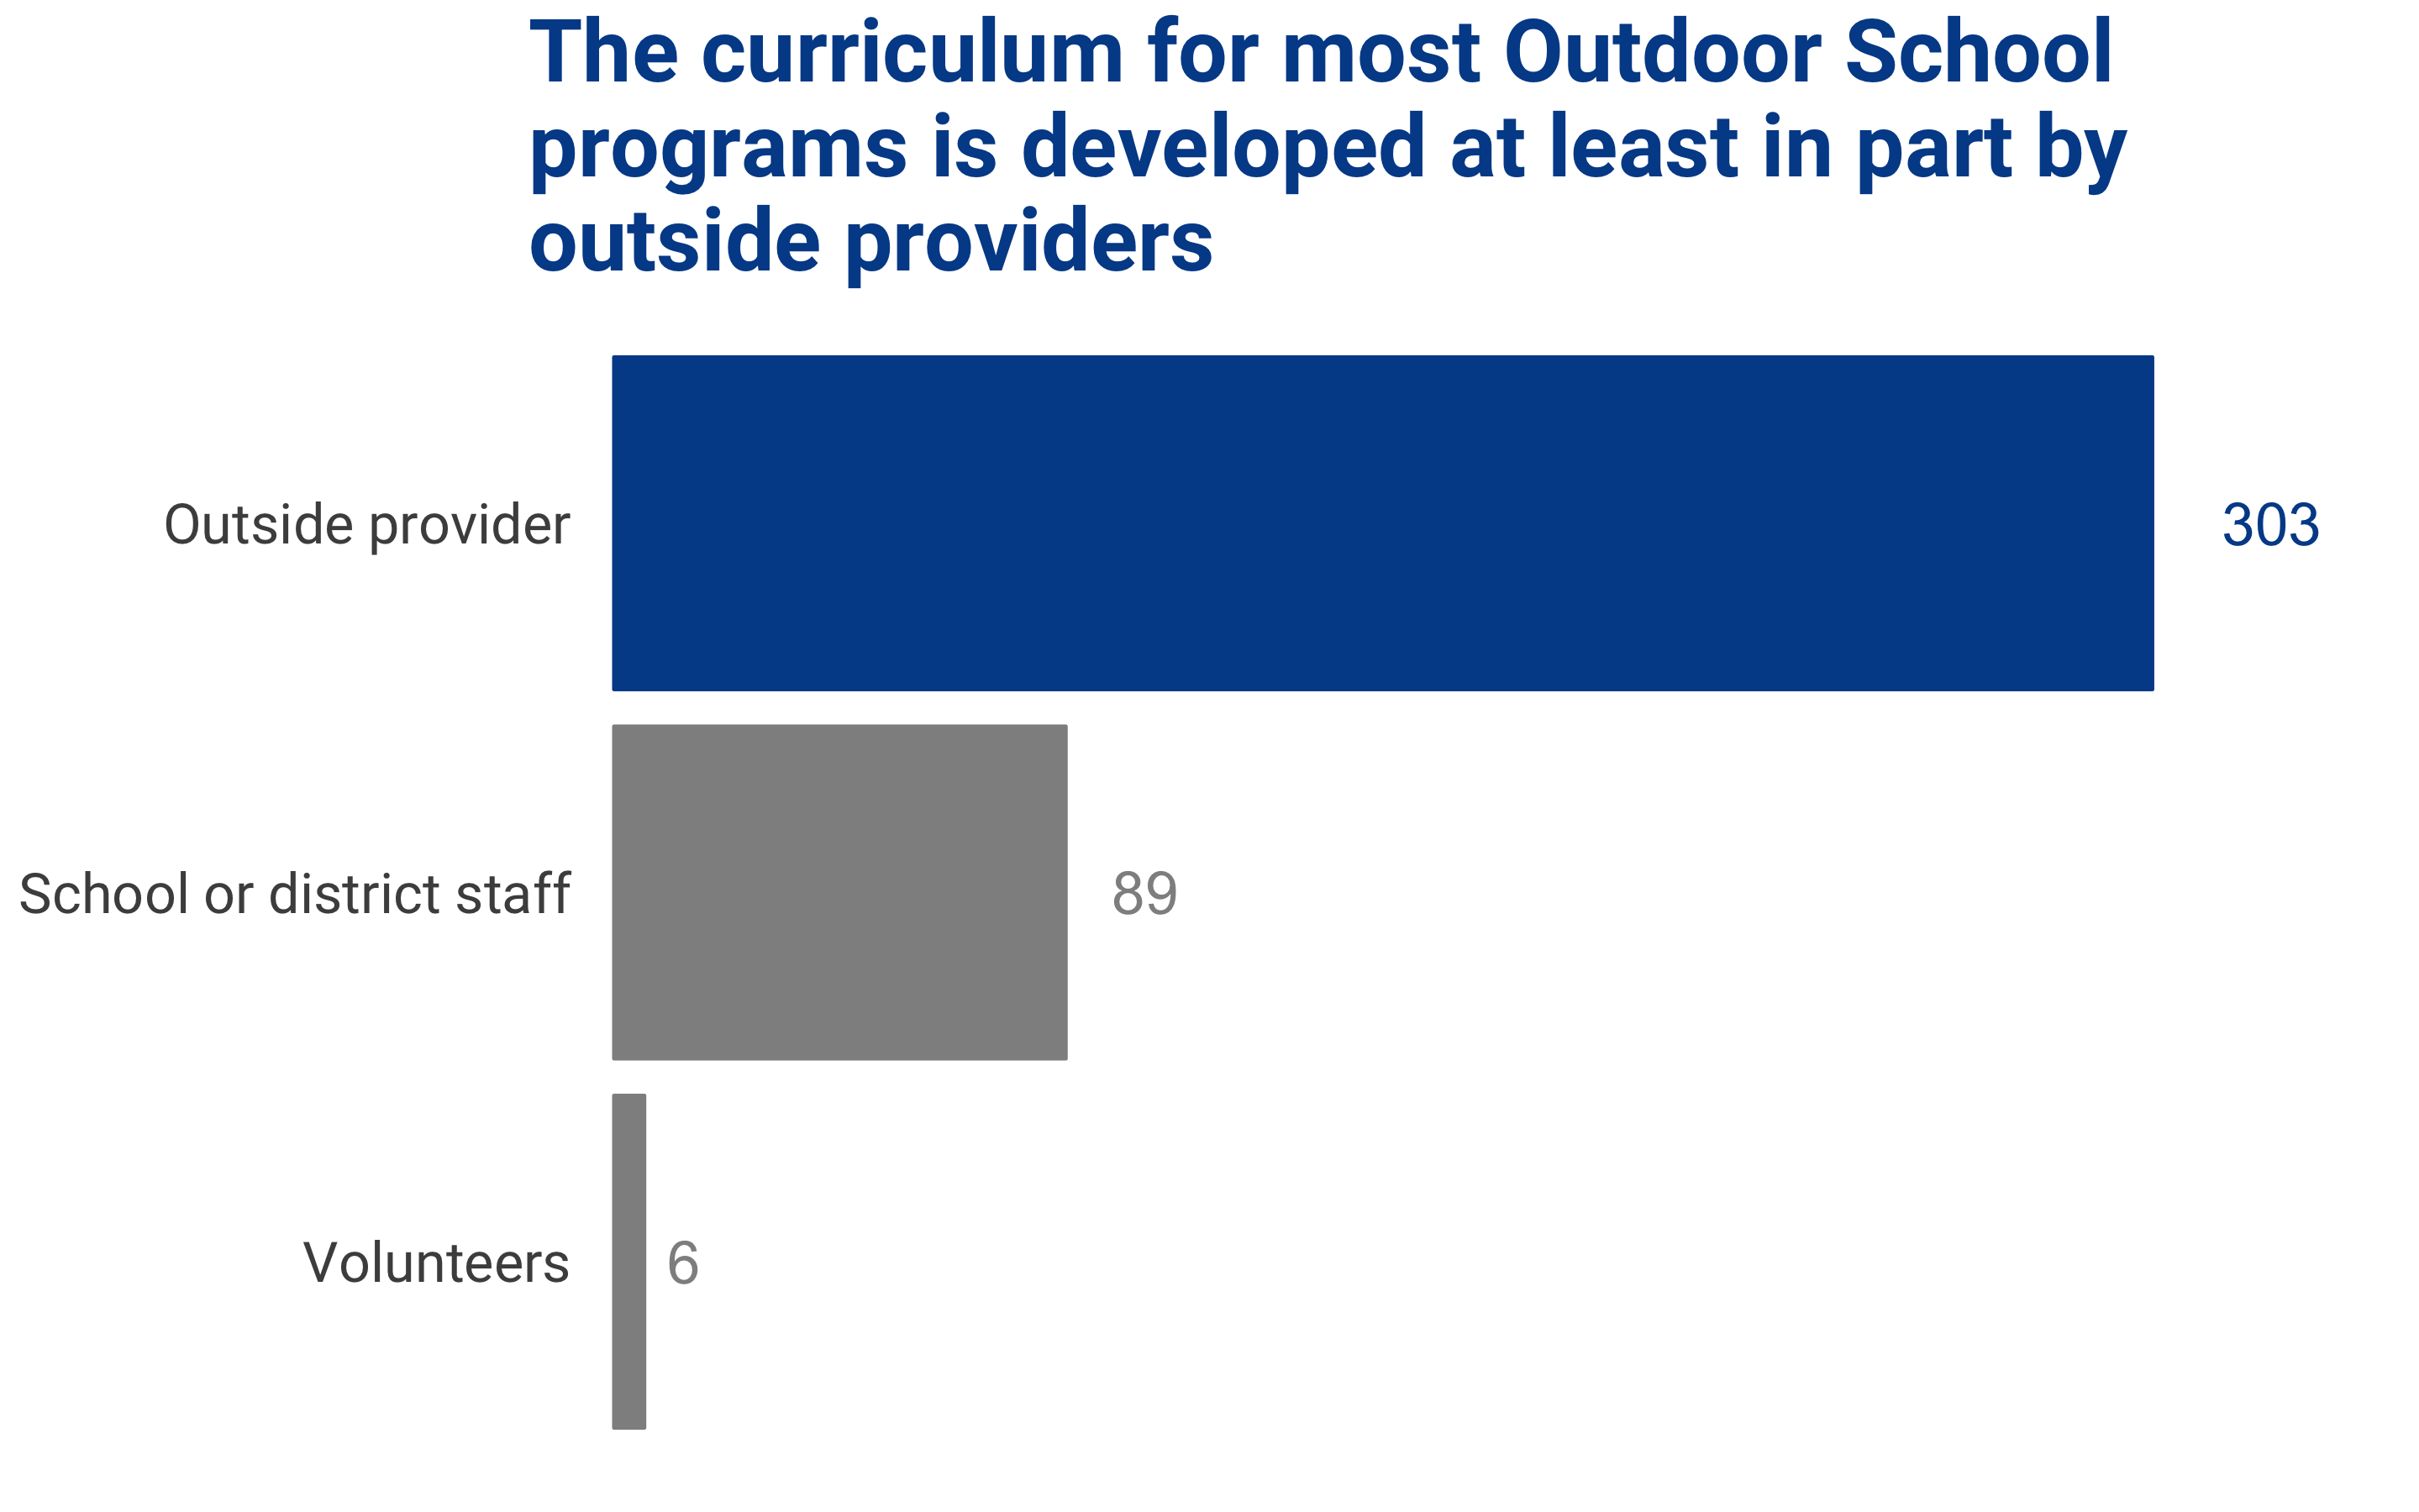 The curriculum for most Outdoor School
programs is developed at least in part by
outside providers
Outside provider
303
School or district staff
89
Volunteers
6